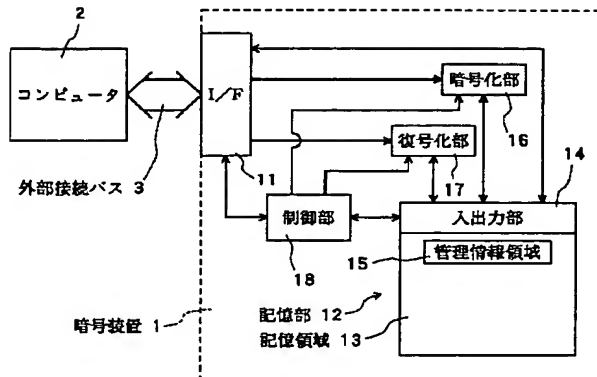 2
コンピュータ
I/F
暗号化部
16
復号化部
外部接続バス 3
11
17
14
制御部
入出力部
18
15
管理情報領域
暗号装置 1
記憶部 12
記憶領域 13